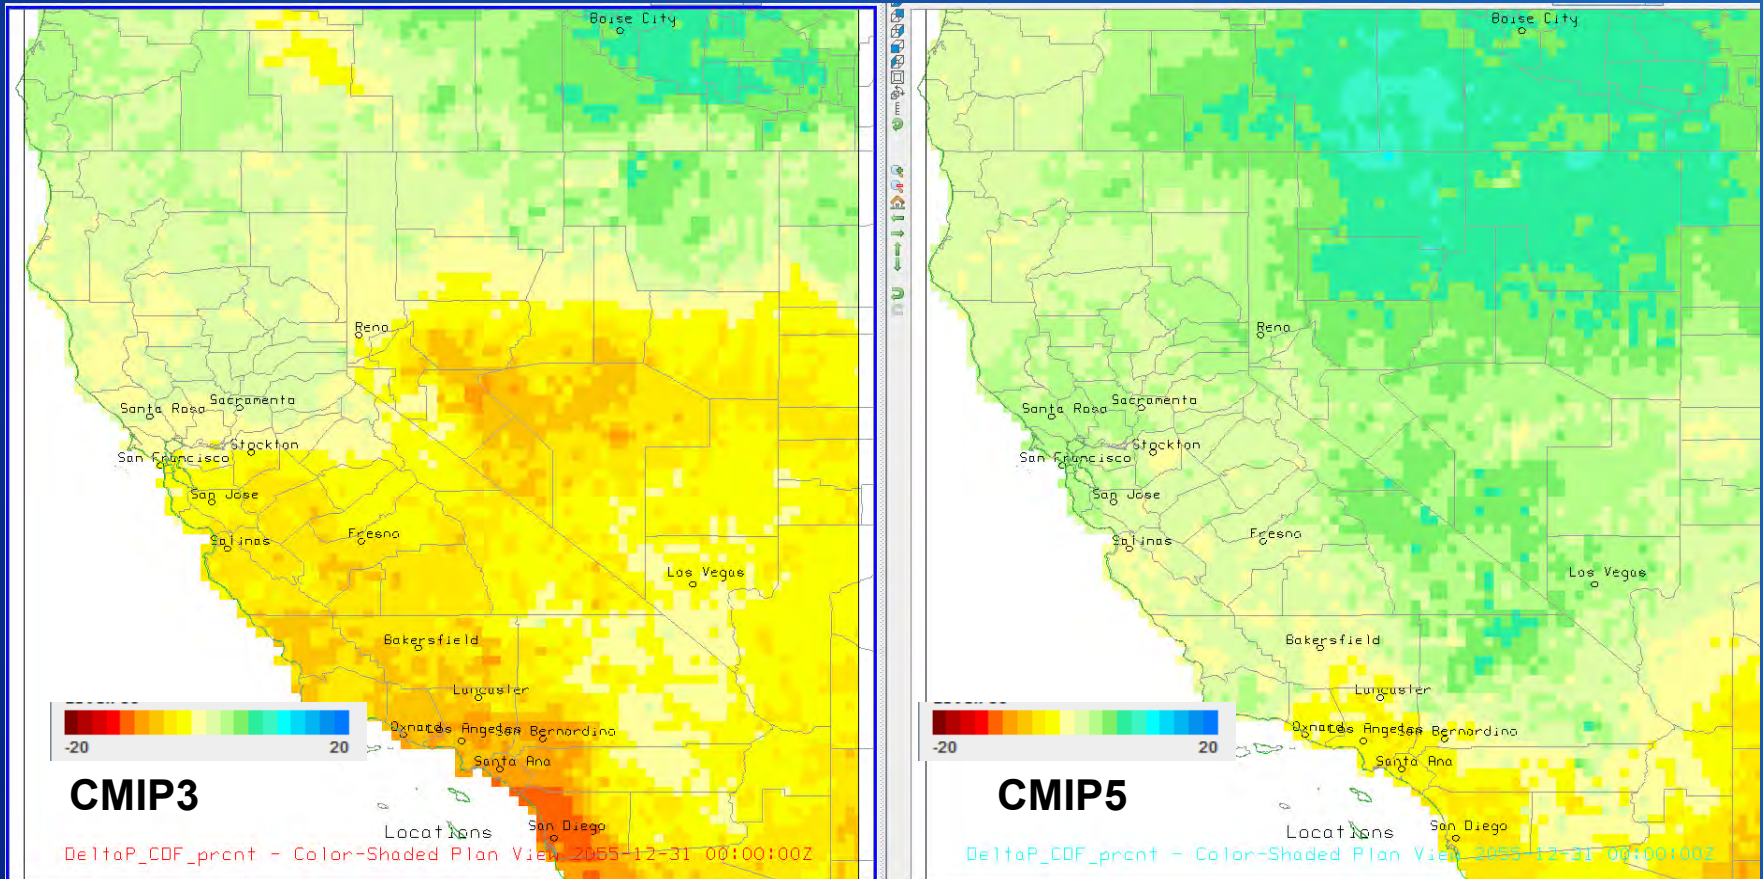 Boise City
Reno
Santa Rosa
Sacramento
Stockton
San Francisco
San Jose
Salinas
Fresno
Las Vegas
Bakersfield
Lancaster
Oxnard
Los Angeles
San Bernardino
Santa Ana
-20 20
CMIP3
San Diego
Locations
DeltaP_CDF_prcnt - Color-Shaded Plan View 2055-12-31 00:00:00Z
Boise City
Reno
Santa Rosa
Sacramento
Stockton
San Francisco
San Jose
Salinas
Fresno
Las Vegas
Bakersfield
Lancaster
Oxnard
Los Angeles
San Bernardino
Santa Ana
-20 20
CMIP5
San Diego
Locations
DeltaP_CDF_prcnt - Color-Shaded Plan View 2055-12-31 00:00:00Z